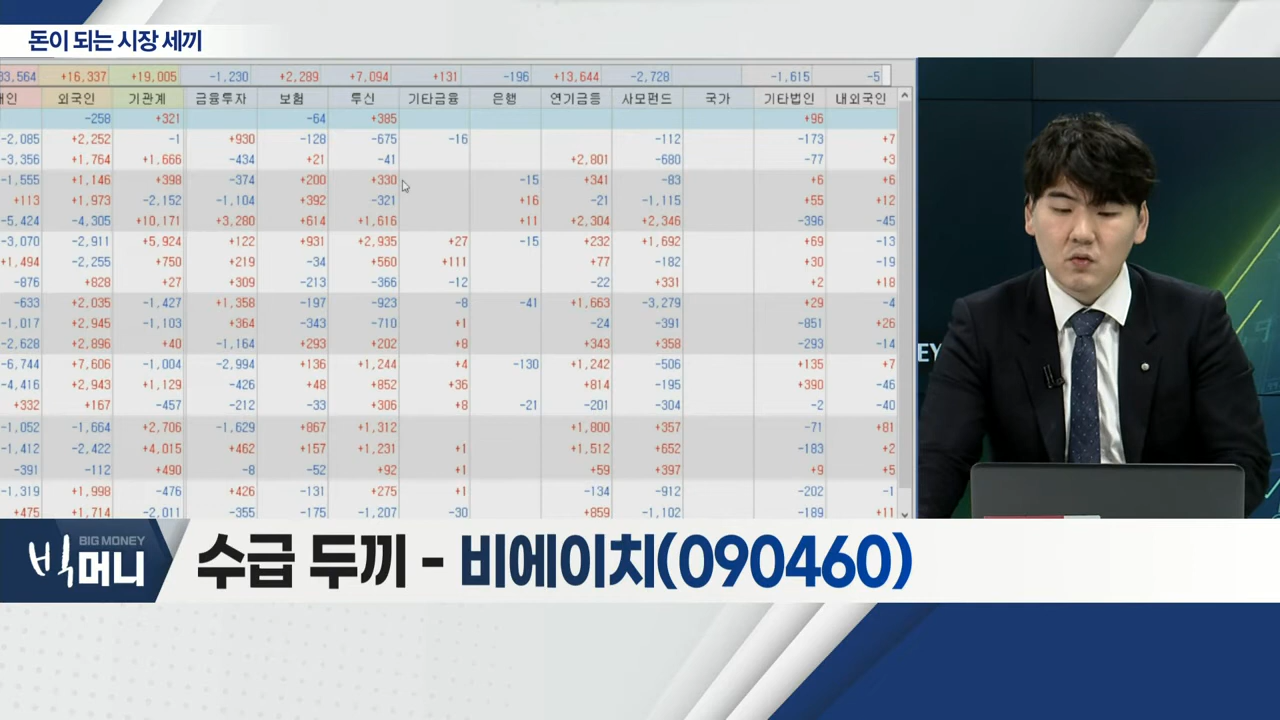 돈이 되는 시장 세끼
33,564 +16,337 +19,005 -1,230 +2,289 +7,094 +131 -196 +13,644 -2,728 -1,615 -5
개인 외국인 기관계 금융투자 보험 투신 기타금융 은행 연기금등 사모펀드 국가 기타법인 내외국인
-258 +321 -64 +385 +96
-2,085 +2,252 -1 +930 -128 -675 -16 -112 -173 +7
-3,356 +1,764 +1,666 -434 +21 -41 +2,801 -680 -77 +3
-1,555 +1,146 +398 -374 +200 +330 -15 +341 -83 +6 +6
+113 +1,973 -2,152 -1,104 +392 -321 +16 -21 -1,115 +55 +12
-5,424 -4,305 +10,171 +3,280 +614 +1,616 +11 +2,304 +2,346 -396 -45
-3,070 -2,911 +5,924 +122 +931 +2,935 +27 -15 +232 +1,692 +69 -13
+1,494 -2,255 +750 +219 -34 +560 +111 +77 -182 +30 -19
-876 +828 +27 +309 -213 -366 -12 -22 +331 +2 +18
-633 +2,035 -1,427 +1,358 -197 -923 -8 -41 +1,663 -3,279 +29 -4
-1,017 +2,945 -1,103 +364 -343 -710 +1 -24 -391 -851 +26
-2,628 +2,896 +40 -1,164 +293 +202 +8 +343 +358 -293 -14
-6,744 +7,606 -1,004 -2,994 +136 +1,244 +4 -130 +1,242 -506 +135 +7
-4,416 +2,943 +1,129 -426 +48 +852 +36 +814 -195 +390 -46
+332 +167 -457 -212 -33 +306 +8 -21 -201 -304 -2 -40
-1,052 -1,664 +2,706 -1,629 +867 +1,312 +1,800 +357 -71 +81
-1,412 -2,422 +4,015 +462 +157 +1,231 +1 +1,512 +652 -183 +2
-391 -112 +490 -8 -52 +92 +1 +59 +397 +9 +5
-1,319 +1,998 -476 +426 -131 +275 +1 -134 -912 -202 -1
+475 +1,714 -2,011 -355 -175 -1,207 -30 +859 -1,102 -189 +11
EY
BIG MONEY
빅머니
수급 두끼 - 비에이치(090460)